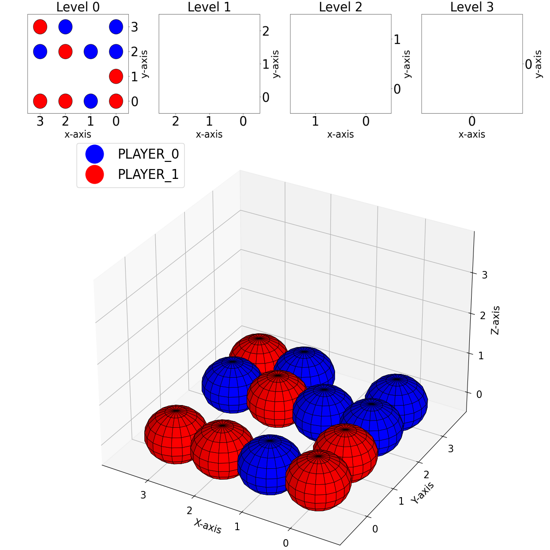 Level 0
Level 1
Level 2
Level 3
3
2
1
0
y-axis
3 2 1 0
x-axis
2
1
0
y-axis
2 1 0
x-axis
1
0
y-axis
1 0
x-axis
0
y-axis
0
x-axis
PLAYER_0
PLAYER_1
3
2
1
0
Z-axis
3
2
1
0
X-axis
3
2
1
0
Y-axis